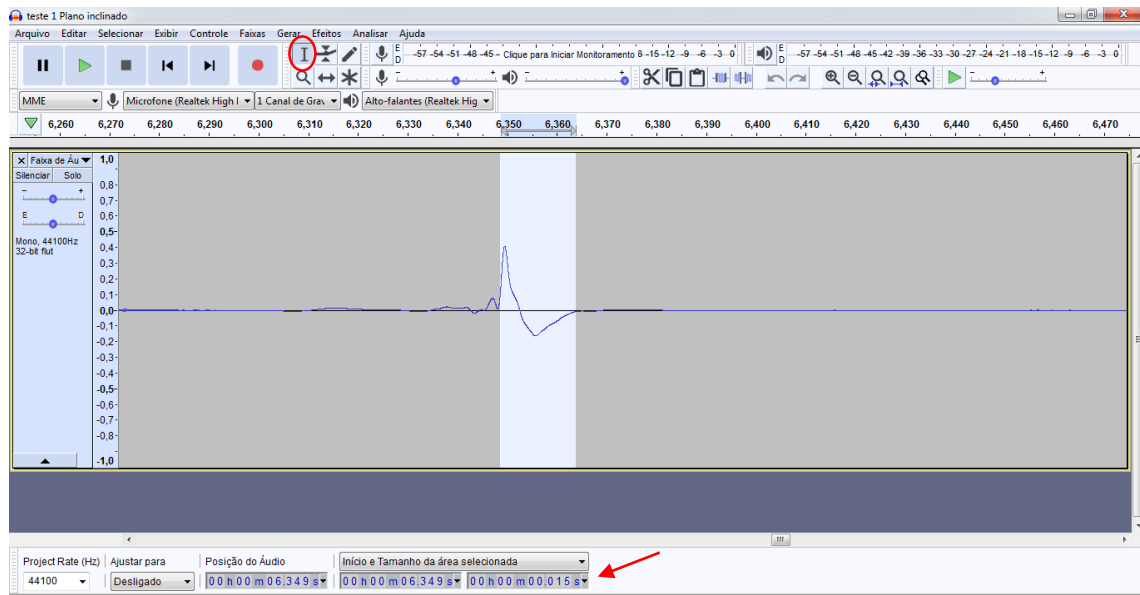 teste 1 Plano inclinado
Arquivo Editar Selecionar Exibir Controle Faixas Gerar Efeitos Analisar Ajuda
E D -57 -54 -51 -48 -45 - Clique para Iniciar Monitoramento 8 -15 -12 -9 -6 -3 0
E D -57 -54 -51 -48 -45 -42 -39 -36 -33 -30 -27 -24 -21 -18 -15 -12 -9 -6 -3 0
- + - + - +
MME Microfone (Realtek High I 1 Canal de Grav Alto-falantes (Realtek Hig
6,260 6,270 6,280 6,290 6,300 6,310 6,320 6,330 6,340 6,350 6,360 6,370 6,380 6,390 6,400 6,410 6,420 6,430 6,440 6,450 6,460 6,470
X Faixa de Áu
Silenciar Solo
- +
E D
Mono, 44100Hz
32-bit flut
1,0
0,8
0,7
0,6
0,5
0,4
0,3
0,2
0,1
0,0
-0,1
-0,2
-0,3
-0,4
-0,5
-0,6
-0,7
-0,8
-1,0
Project Rate (Hz) Ajustar para Posição do Áudio Início e Tamanho da área selecionada
44100 Desligado 00 h 00 m 06,349 s 00 h 00 m 06,349 s 00 h 00 m 00,015 s